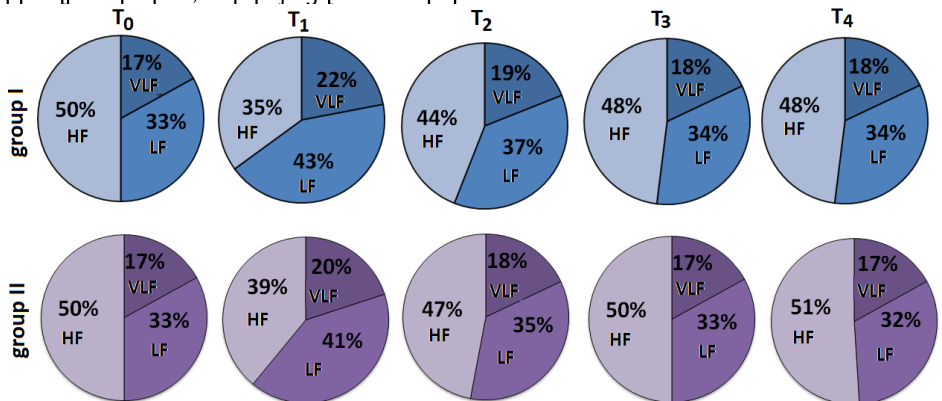 T0 T1 T2 T3 T4
group I
17% VLF 33% LF 50% HF
22% VLF 43% LF 35% HF
19% VLF 37% LF 44% HF
18% VLF 34% LF 48% HF
18% VLF 34% LF 48% HF
group II
17% VLF 33% LF 50% HF
20% VLF 41% LF 39% HF
18% VLF 35% LF 47% HF
17% VLF 33% LF 50% HF
17% VLF 32% LF 51% HF